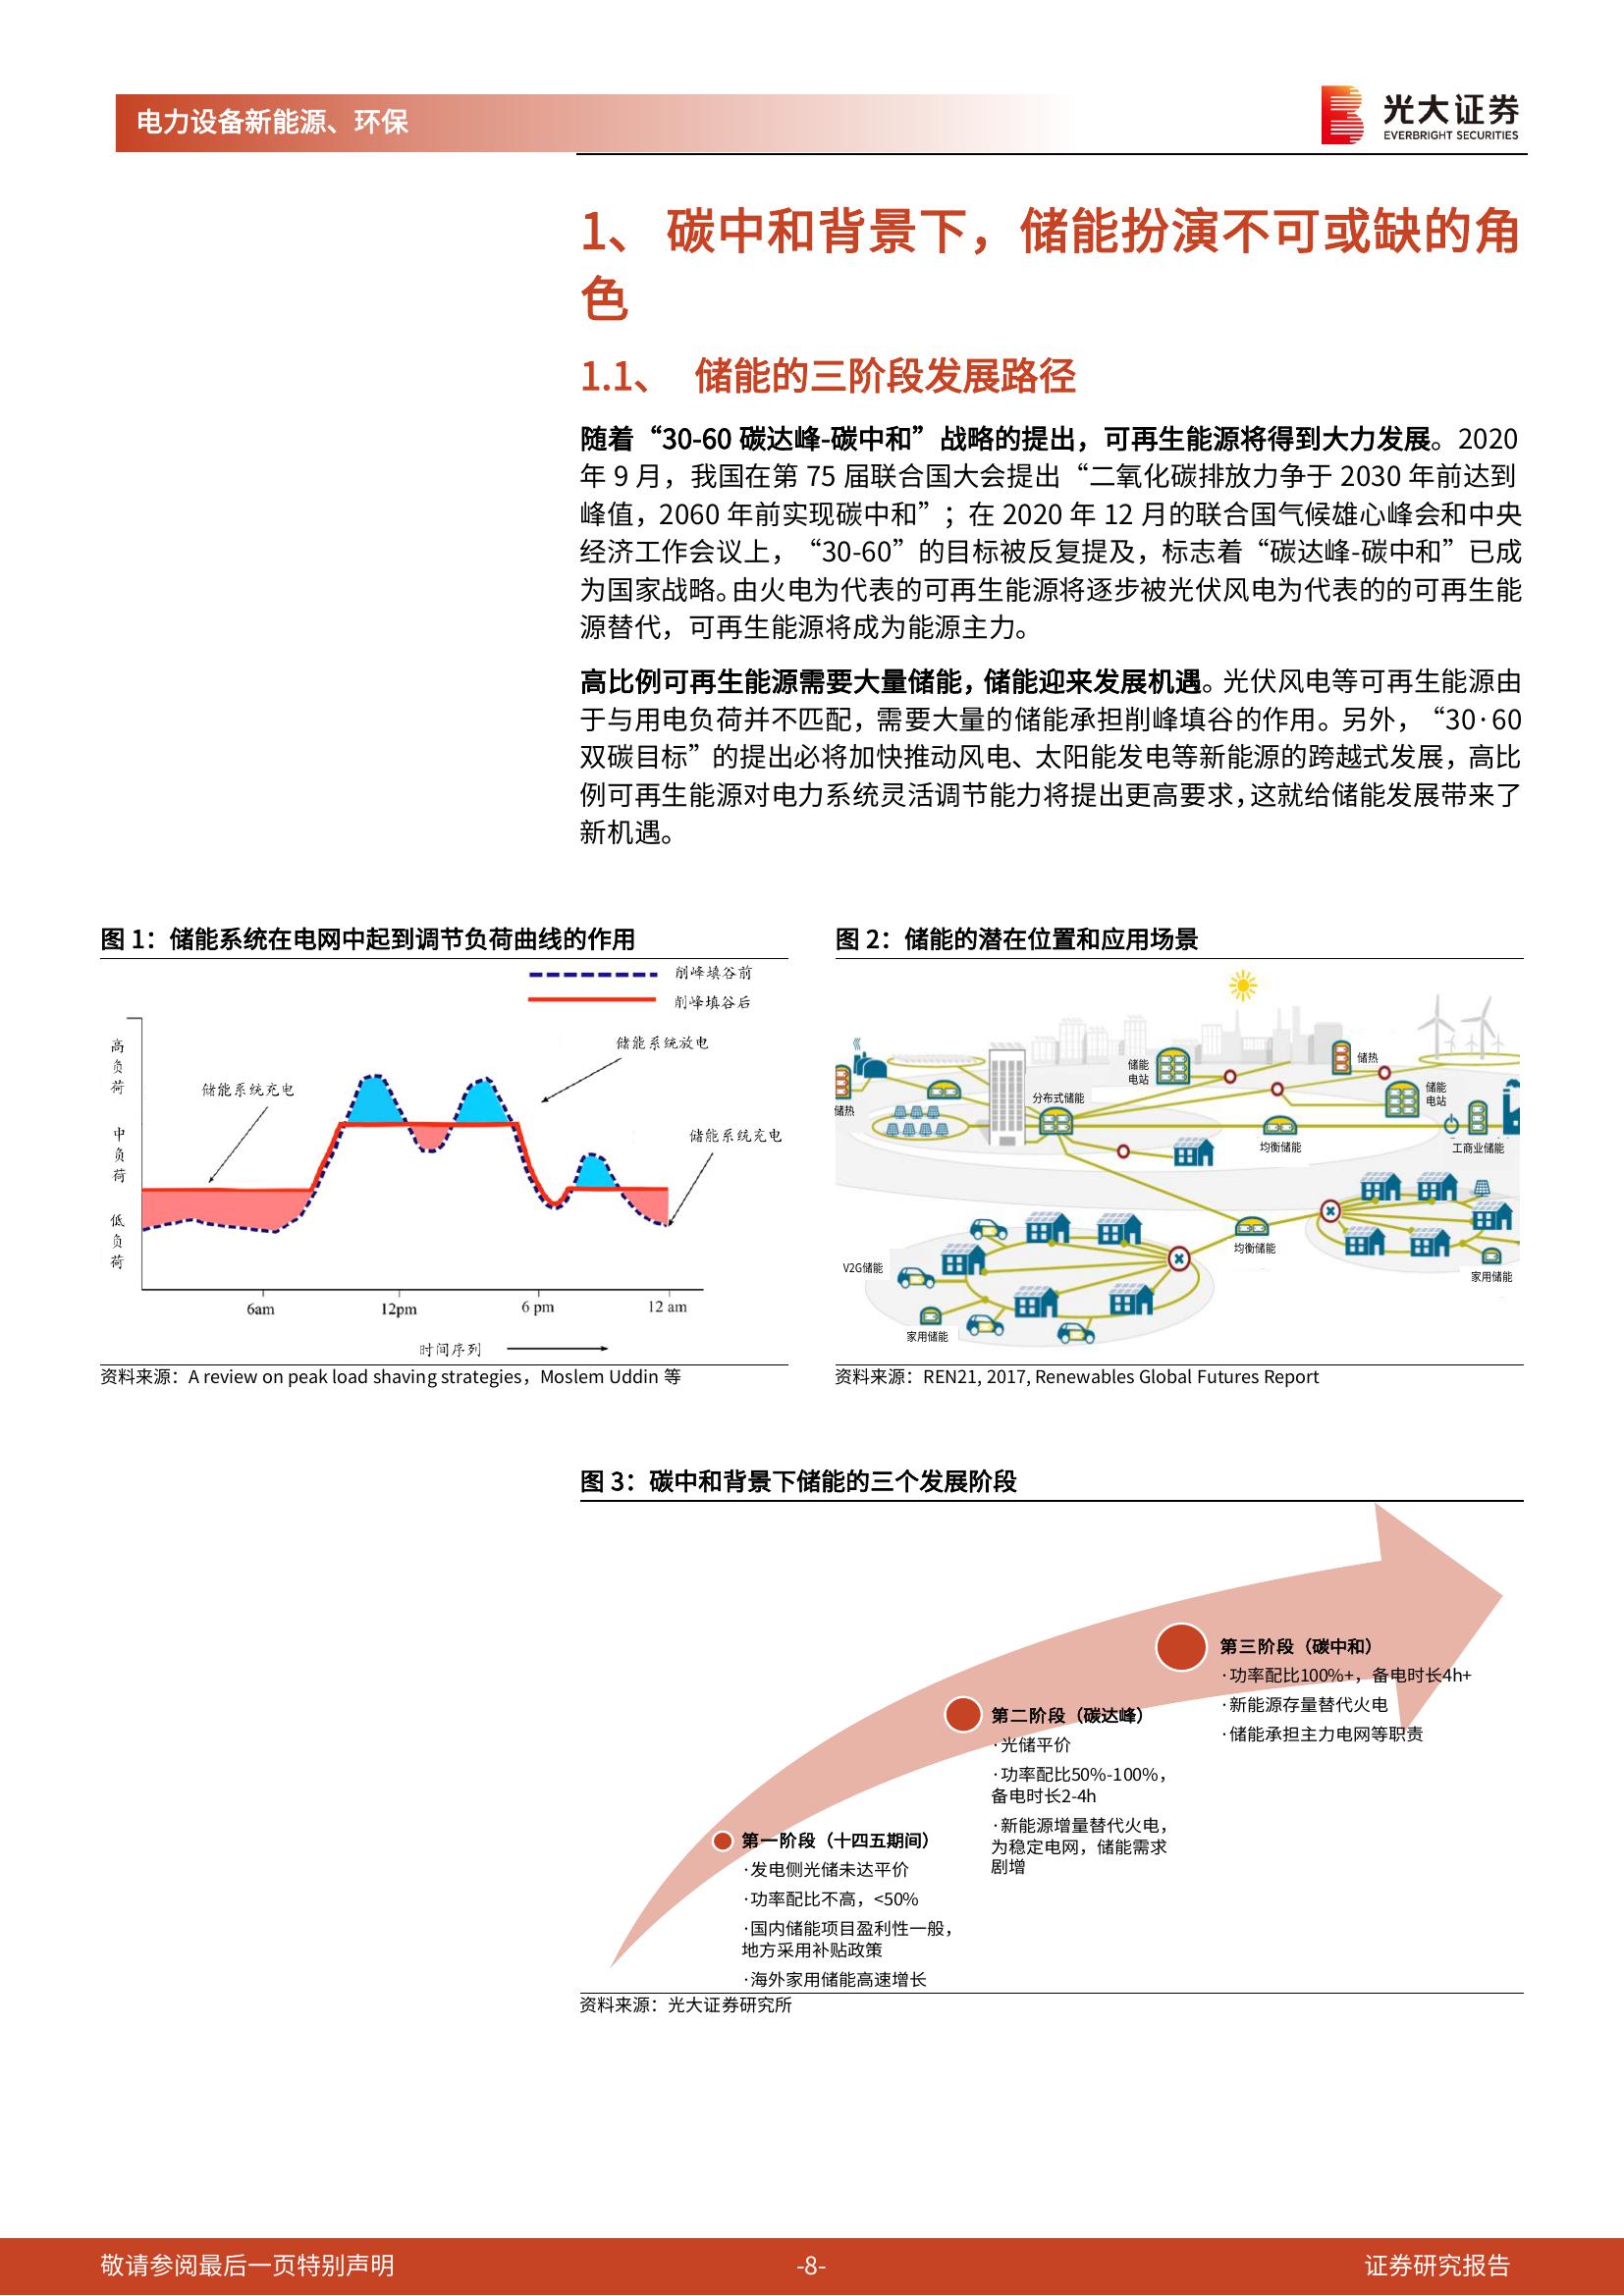 电力设备新能源、环保
光大证券
EVERBRIGHT SECURITIES
1、 碳中和背景下，储能扮演不可或缺的角
色
1.1、 储能的三阶段发展路径
随着“30-60 碳达峰-碳中和”战略的提出，可再生能源将得到大力发展。2020
年 9 月，我国在第 75 届联合国大会提出“二氧化碳排放力争于 2030 年前达到
峰值，2060 年前实现碳中和”；在 2020 年 12 月的联合国气候雄心峰会和中央
经济工作会议上，“30-60”的目标被反复提及，标志着“碳达峰-碳中和”已成
为国家战略。由火电为代表的可再生能源将逐步被光伏风电为代表的的可再生能
源替代，可再生能源将成为能源主力。
高比例可再生能源需要大量储能，储能迎来发展机遇。光伏风电等可再生能源由
于与用电负荷并不匹配，需要大量的储能承担削峰填谷的作用。另外，“30·60
双碳目标”的提出必将加快推动风电、太阳能发电等新能源的跨越式发展，高比
例可再生能源对电力系统灵活调节能力将提出更高要求，这就给储能发展带来了
新机遇。
图 1：储能系统在电网中起到调节负荷曲线的作用
削峰填谷前
削峰填谷后
储能系统放电
储能系统充电
储能系统充电
高负荷
中负荷
低负荷
6am
12pm
6 pm
12 am
时间序列
资料来源：A review on peak load shaving strategies，Moslem Uddin 等
图 2：储能的潜在位置和应用场景
储热
分布式储能
储能
电站
储热
储能
电站
均衡储能
工商业储能
均衡储能
V2G储能
家用储能
家用储能
资料来源：REN21, 2017, Renewables Global Futures Report
图 3：碳中和背景下储能的三个发展阶段
第一阶段（十四五期间）
·发电侧光储未达平价
·功率配比不高，<50%
·国内储能项目盈利性一般，
地方采用补贴政策
·海外家用储能高速增长
第二阶段（碳达峰）
·光储平价
·功率配比50%-100%，
备电时长2-4h
·新能源增量替代火电，
为稳定电网，储能需求
剧增
第三阶段（碳中和）
·功率配比100%+，备电时长4h+
·新能源存量替代火电
·储能承担主力电网等职责
资料来源：光大证券研究所
敬请参阅最后一页特别声明
-8-
证券研究报告